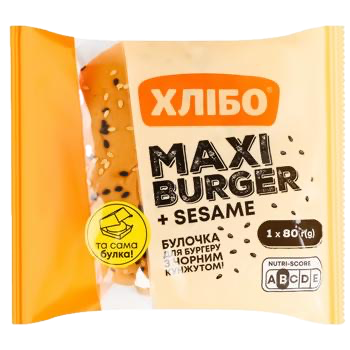 ХЛІБО®
MAXI
BURGER
+ SESAME
БУЛОЧКА
ДЛЯ БУРГЕРУ
З ЧОРНИМ
КУНЖУТОМ!
1 x 80 г(g)
та сама
булка!
NUTRI-SCORE
A B C D E